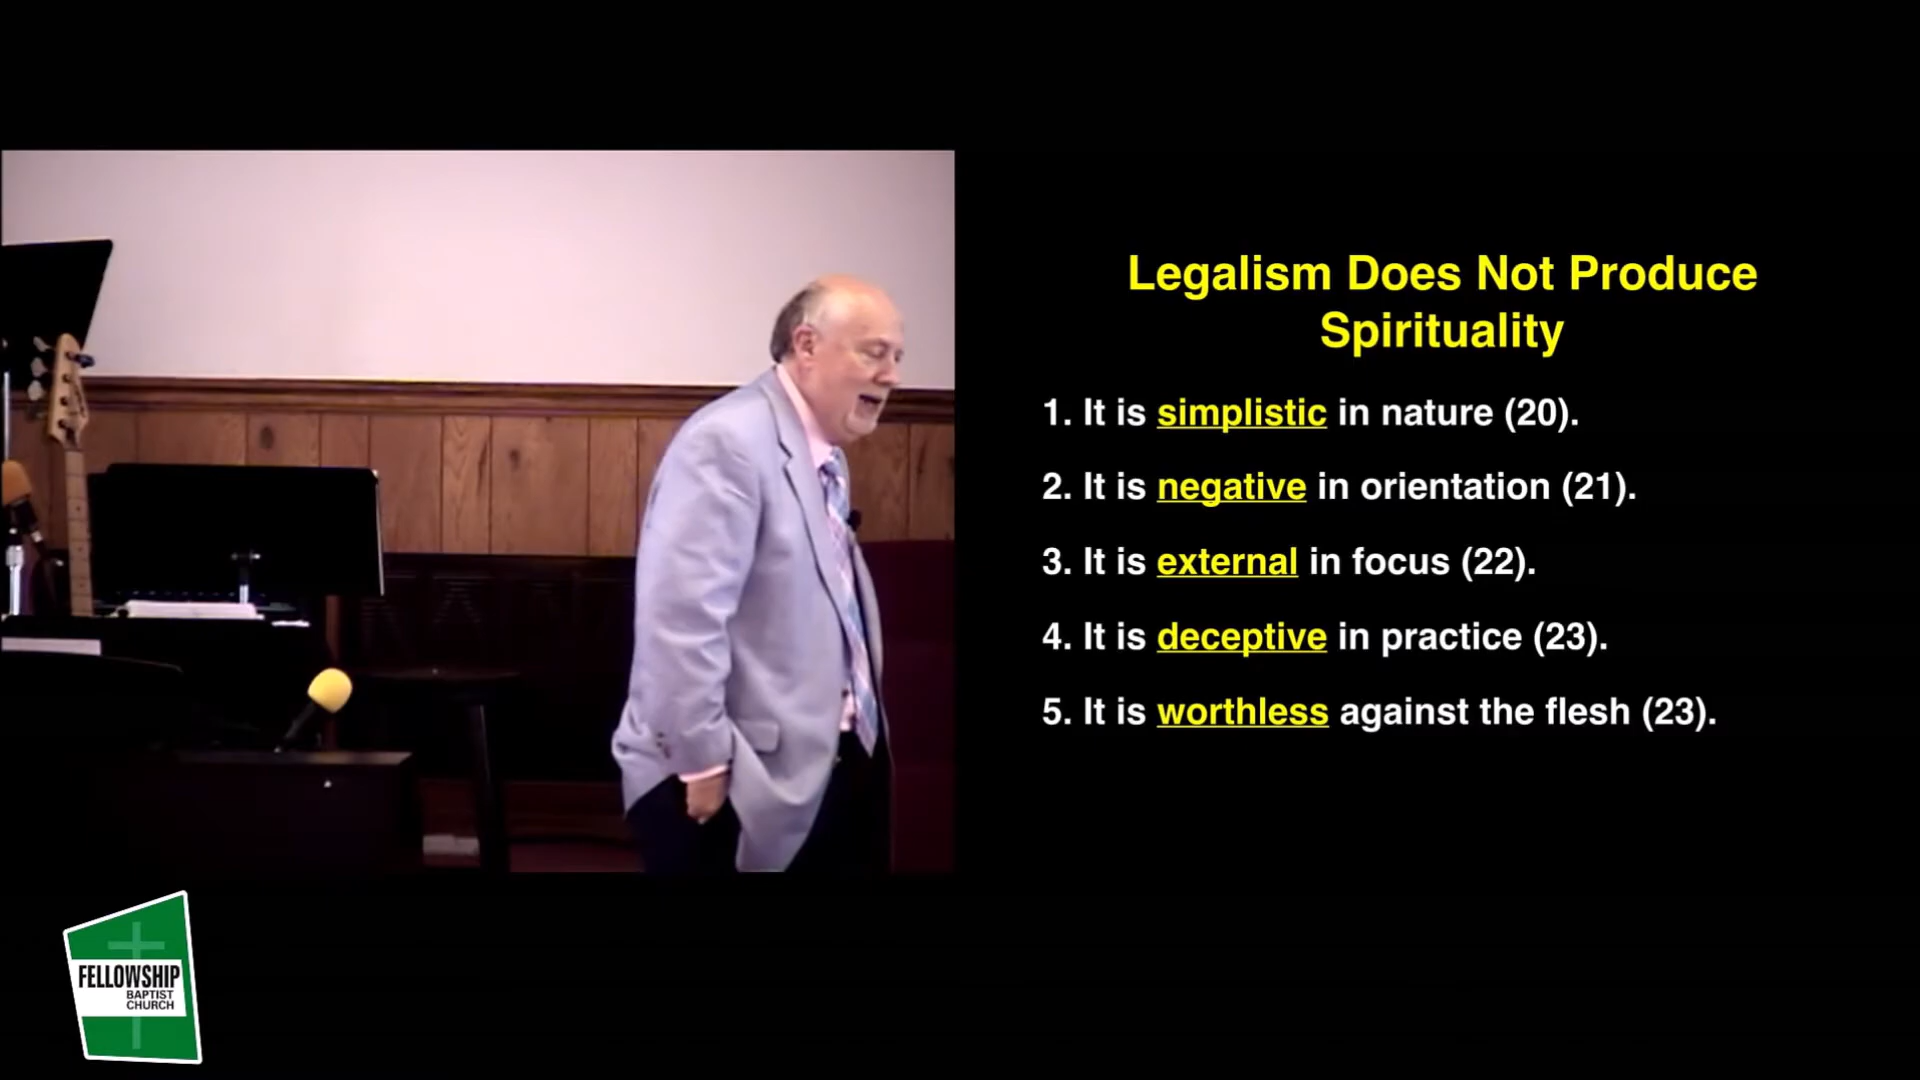 Legalism Does Not Produce
Spirituality
1. It is simplistic in nature (20).
2. It is negative in orientation (21).
3. It is external in focus (22).
4. It is deceptive in practice (23).
5. It is worthless against the flesh (23).
FELLOWSHIP
BAPTIST
CHURCH